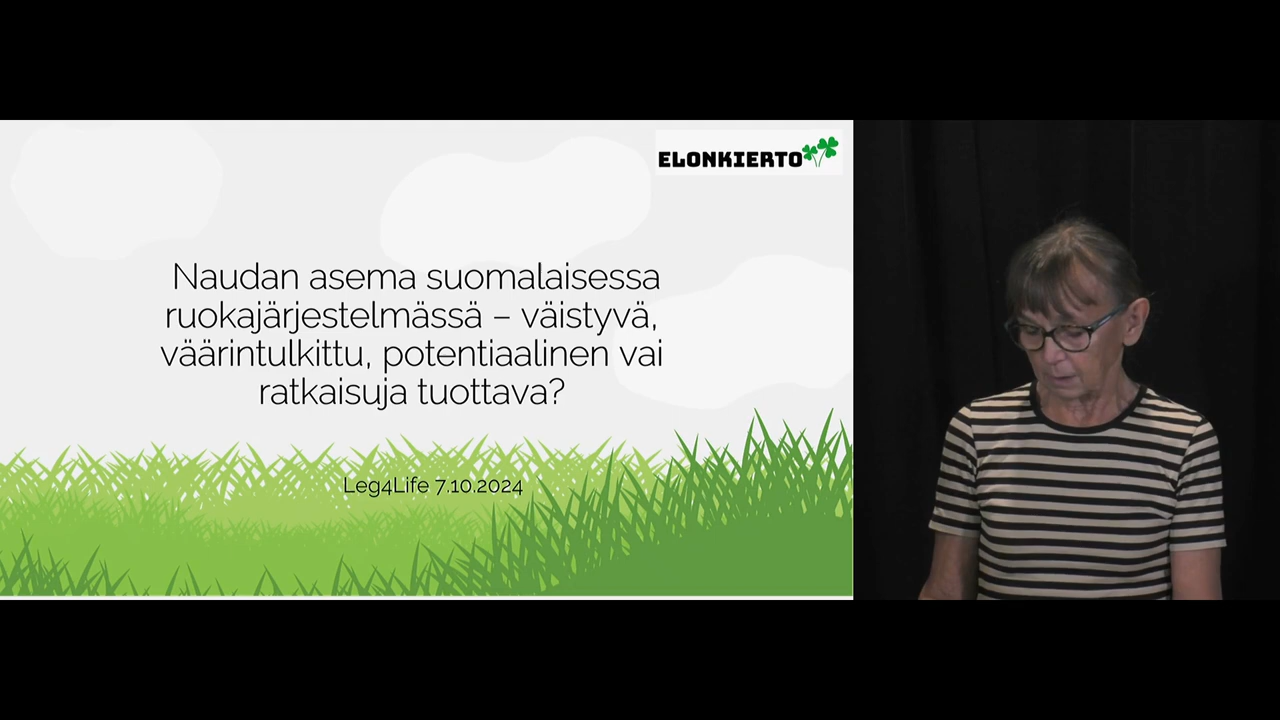 ELONKIERTO
Naudan asema suomalaisessa
ruokajärjestelmässä – väistyvä,
väärintulkittu, potentiaalinen vai
ratkaisuja tuottava?
Leg4Life 7.10.2024